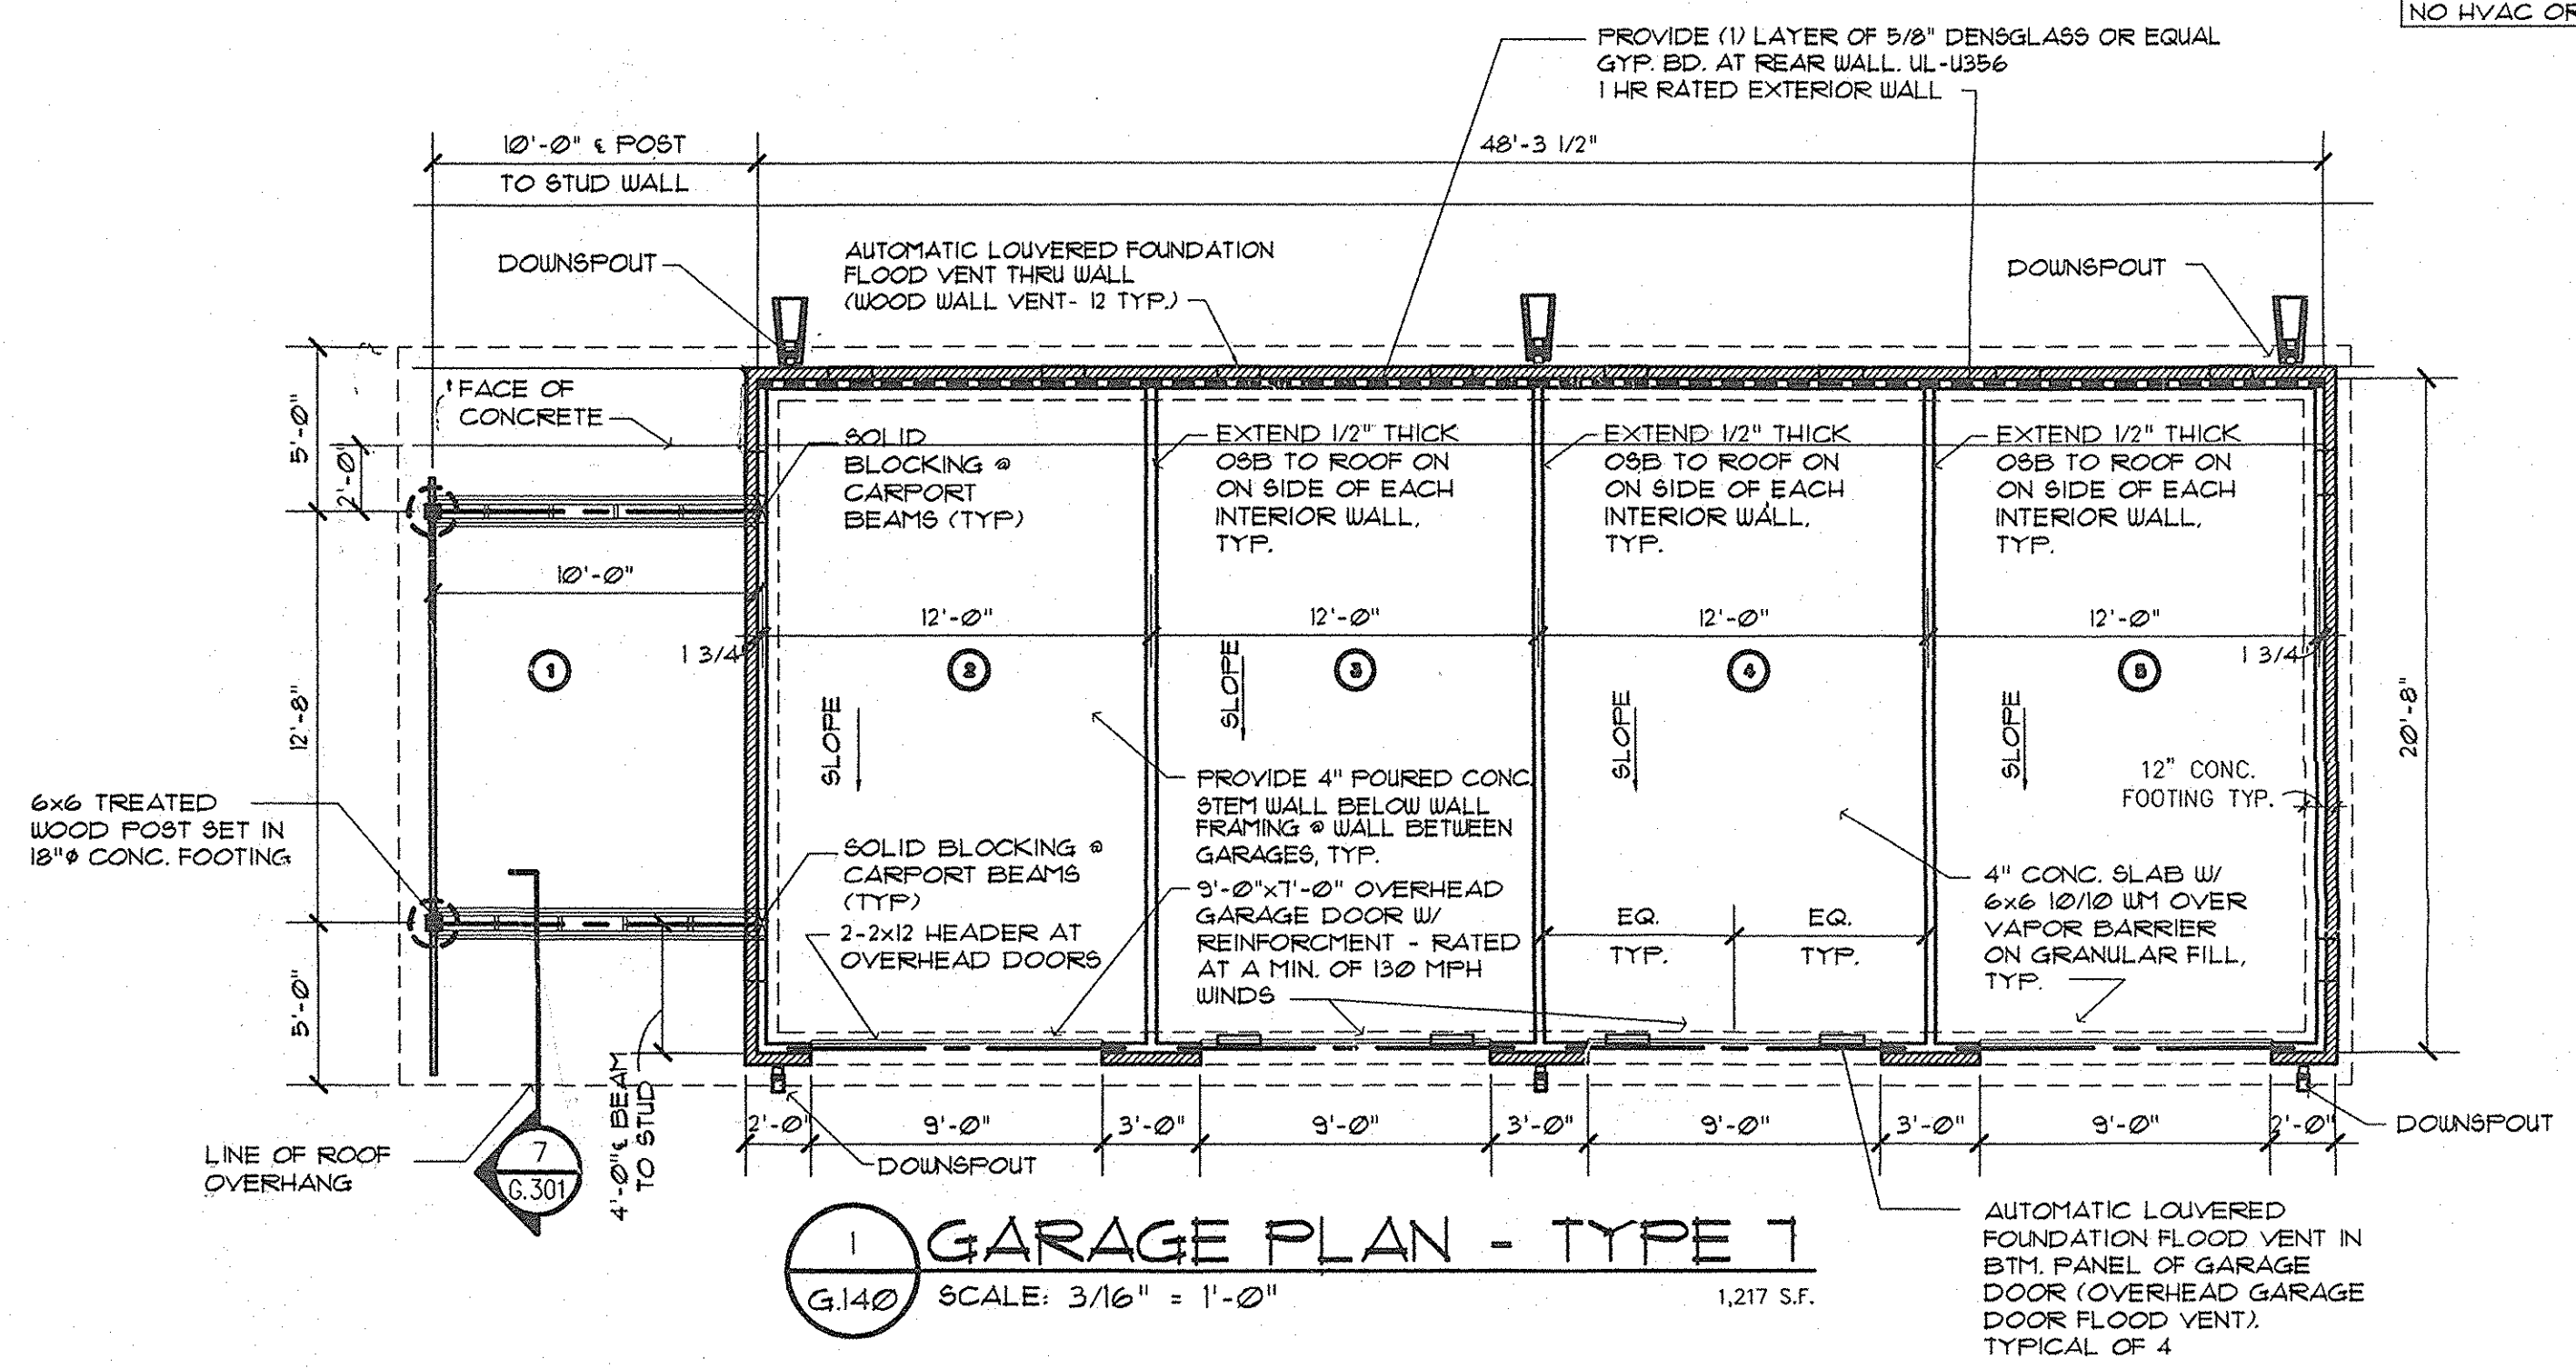 NO HVAC OR
PROVIDE (1) LAYER OF 5/8" DENSGLASS OR EQUAL
GYP. BD. AT REAR WALL. UL-U356
1 HR RATED EXTERIOR WALL
10'-0" ℄ POST
TO STUD WALL
48'-3 1/2"
DOWNSPOUT
AUTOMATIC LOUVERED FOUNDATION
FLOOD VENT THRU WALL
(WOOD WALL VENT- 12 TYP.)
DOWNSPOUT
FACE OF
CONCRETE
5'-0"
2'-0"
SOLID
BLOCKING @
CARPORT
BEAMS (TYP)
EXTEND 1/2" THICK
OSB TO ROOF ON
ON SIDE OF EACH
INTERIOR WALL,
TYP.
EXTEND 1/2" THICK
OSB TO ROOF ON
ON SIDE OF EACH
INTERIOR WALL,
TYP.
EXTEND 1/2" THICK
OSB TO ROOF ON
ON SIDE OF EACH
INTERIOR WALL,
TYP.
10'-0"
12'-0"
12'-0"
12'-0"
12'-0"
1 3/4"
1 3/4"
1
2
3
4
5
12'-8"
20'-8"
SLOPE
SLOPE
SLOPE
SLOPE
12" CONC.
FOOTING TYP.
6x6 TREATED
WOOD POST SET IN
18"Ø CONC. FOOTING
PROVIDE 4" POURED CONC.
STEM WALL BELOW WALL
FRAMING @ WALL BETWEEN
GARAGES, TYP.
SOLID BLOCKING @
CARPORT BEAMS
(TYP)
2-2x12 HEADER AT
OVERHEAD DOORS
9'-0"x7'-0" OVERHEAD
GARAGE DOOR W/
REINFORCMENT - RATED
AT A MIN. OF 130 MPH
WINDS
EQ.
TYP.
EQ.
TYP.
4" CONC. SLAB W/
6x6 10/10 WM OVER
VAPOR BARRIER
ON GRANULAR FILL,
TYP.
5'-0"
4'-0" ℄ BEAM
TO STUD
2'-0"
9'-0"
3'-0"
9'-0"
3'-0"
9'-0"
3'-0"
9'-0"
2'-0"
LINE OF ROOF
OVERHANG
7
G.301
DOWNSPOUT
DOWNSPOUT
1
G.140
GARAGE PLAN - TYPE 7
SCALE: 3/16" = 1'-0"
1,217 S.F.
AUTOMATIC LOUVERED
FOUNDATION FLOOD VENT IN
BTM. PANEL OF GARAGE
DOOR (OVERHEAD GARAGE
DOOR FLOOD VENT).
TYPICAL OF 4